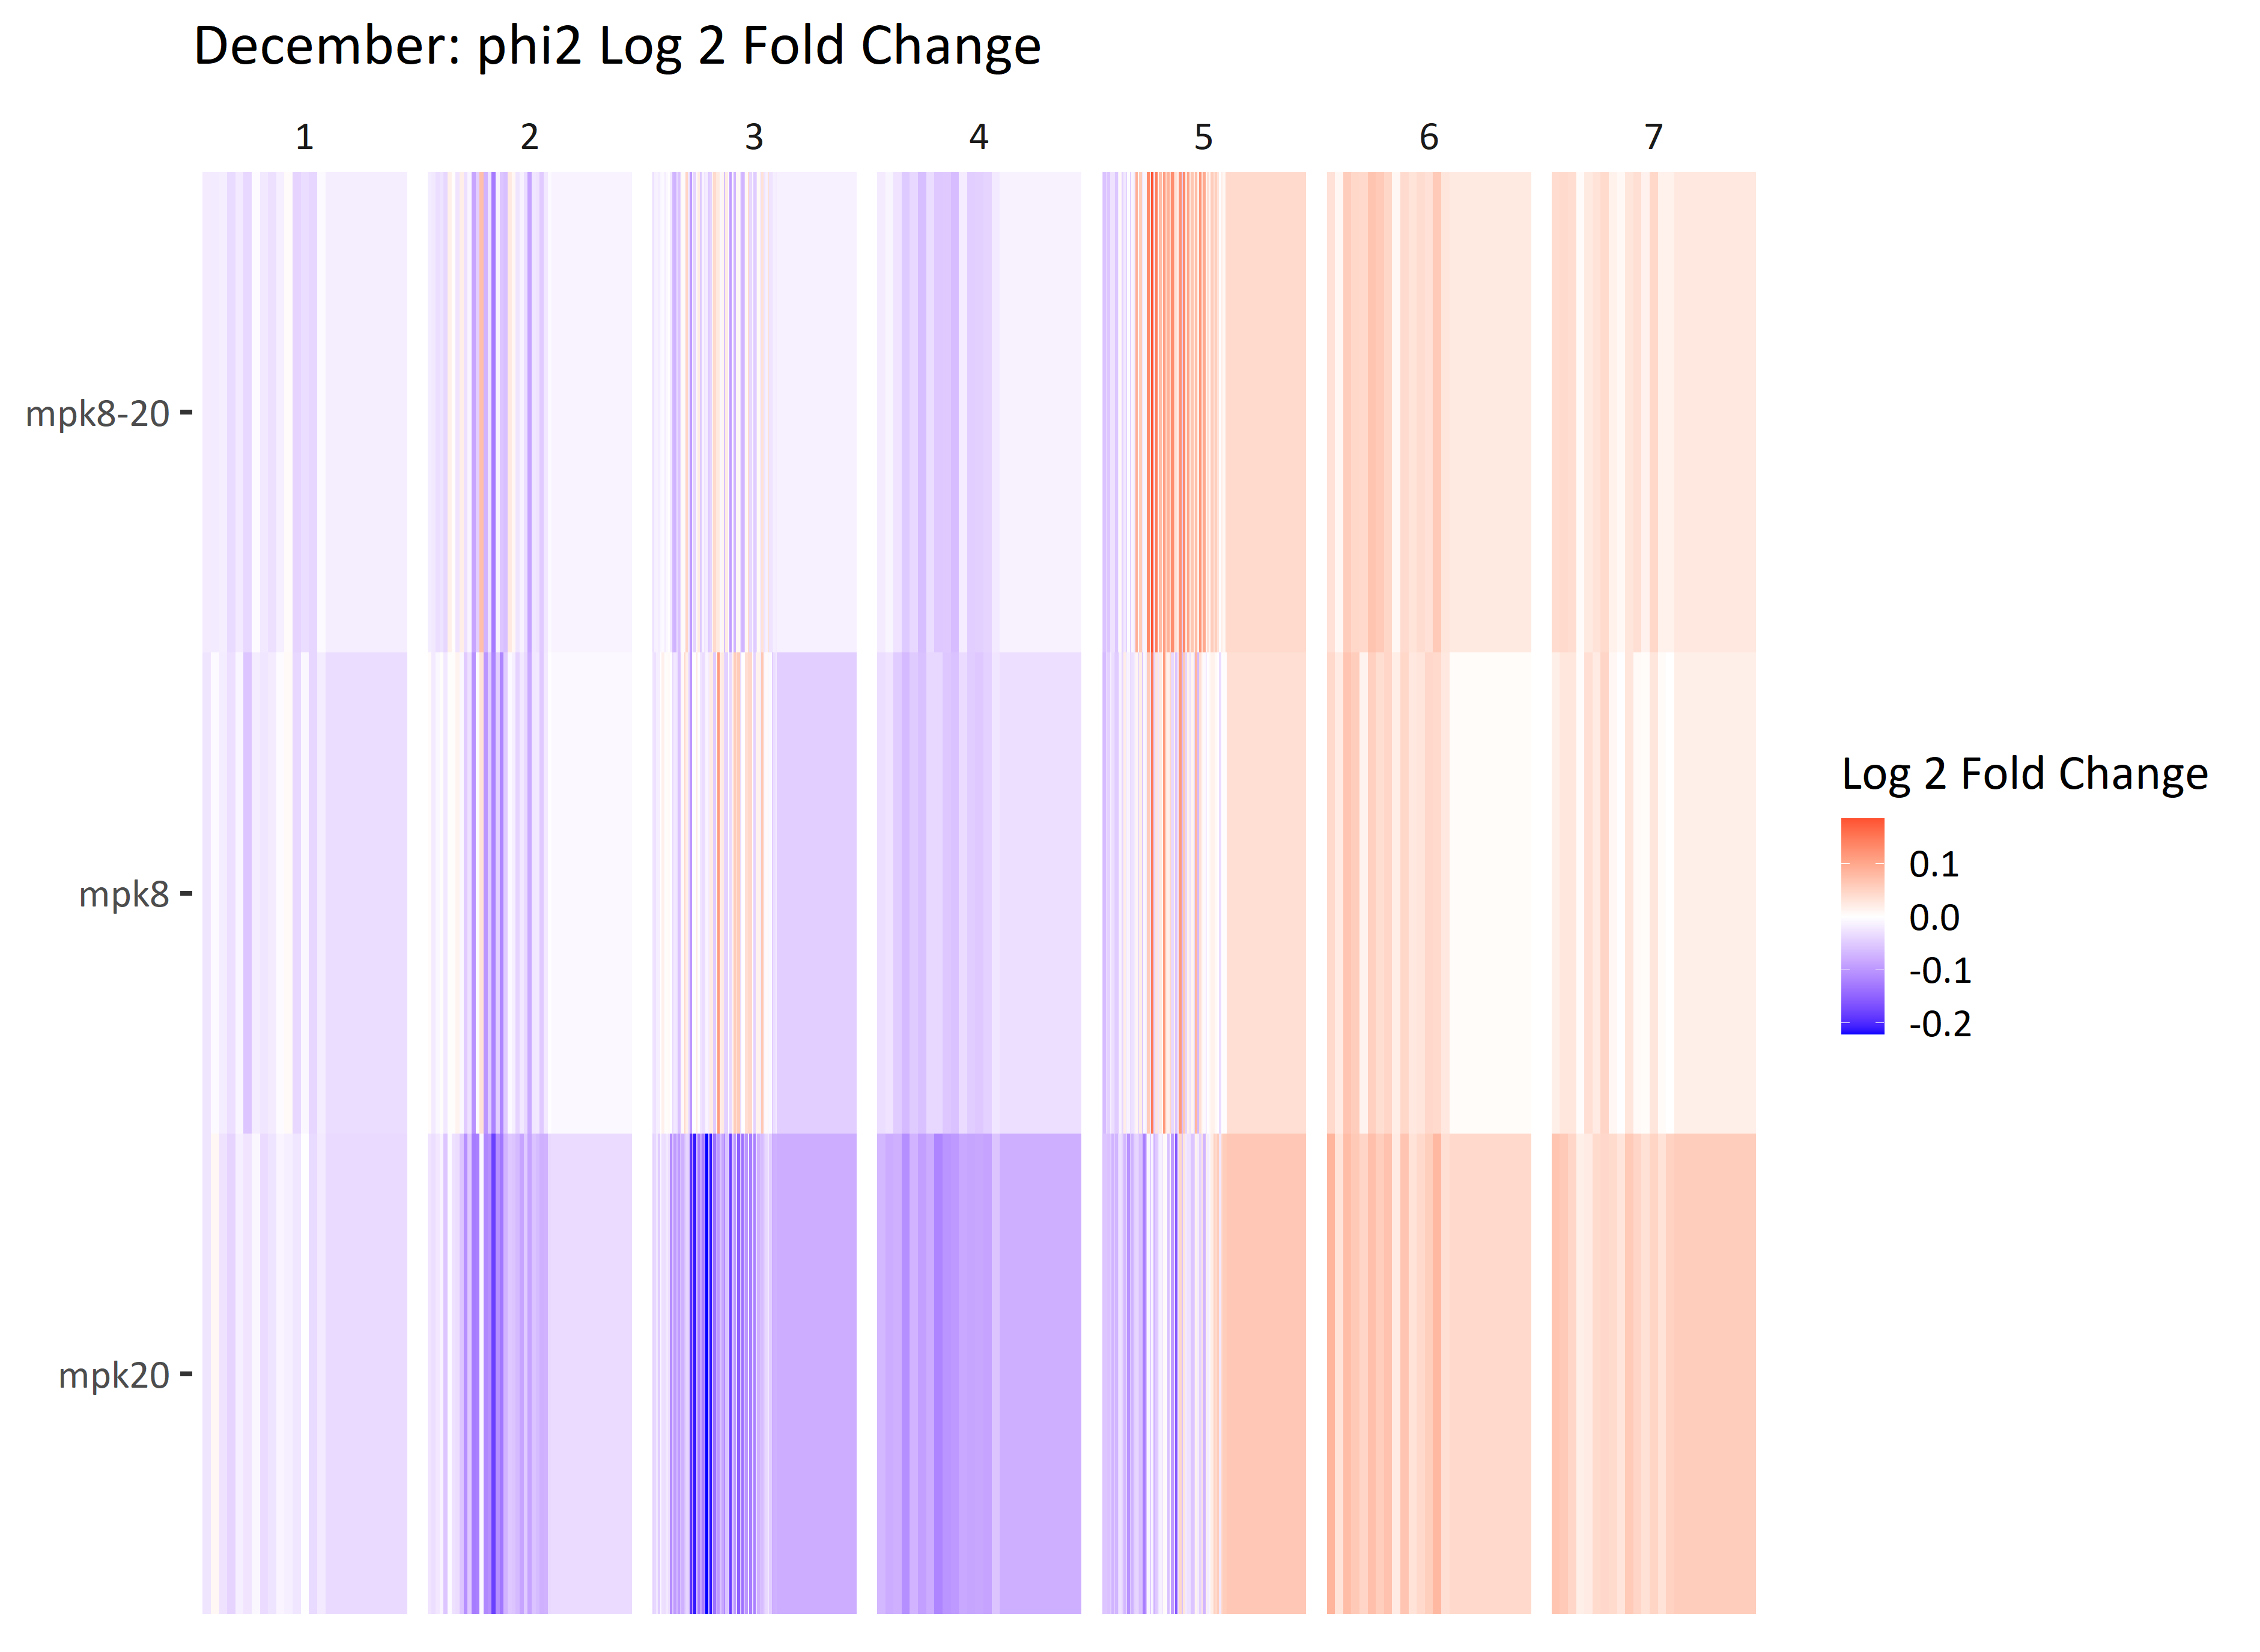 December: phi2 Log 2 Fold Change
1 2 3 4 5 6 7
mpk8-20
mpk8
mpk20
Log 2 Fold Change
0.1
0.0
-0.1
-0.2